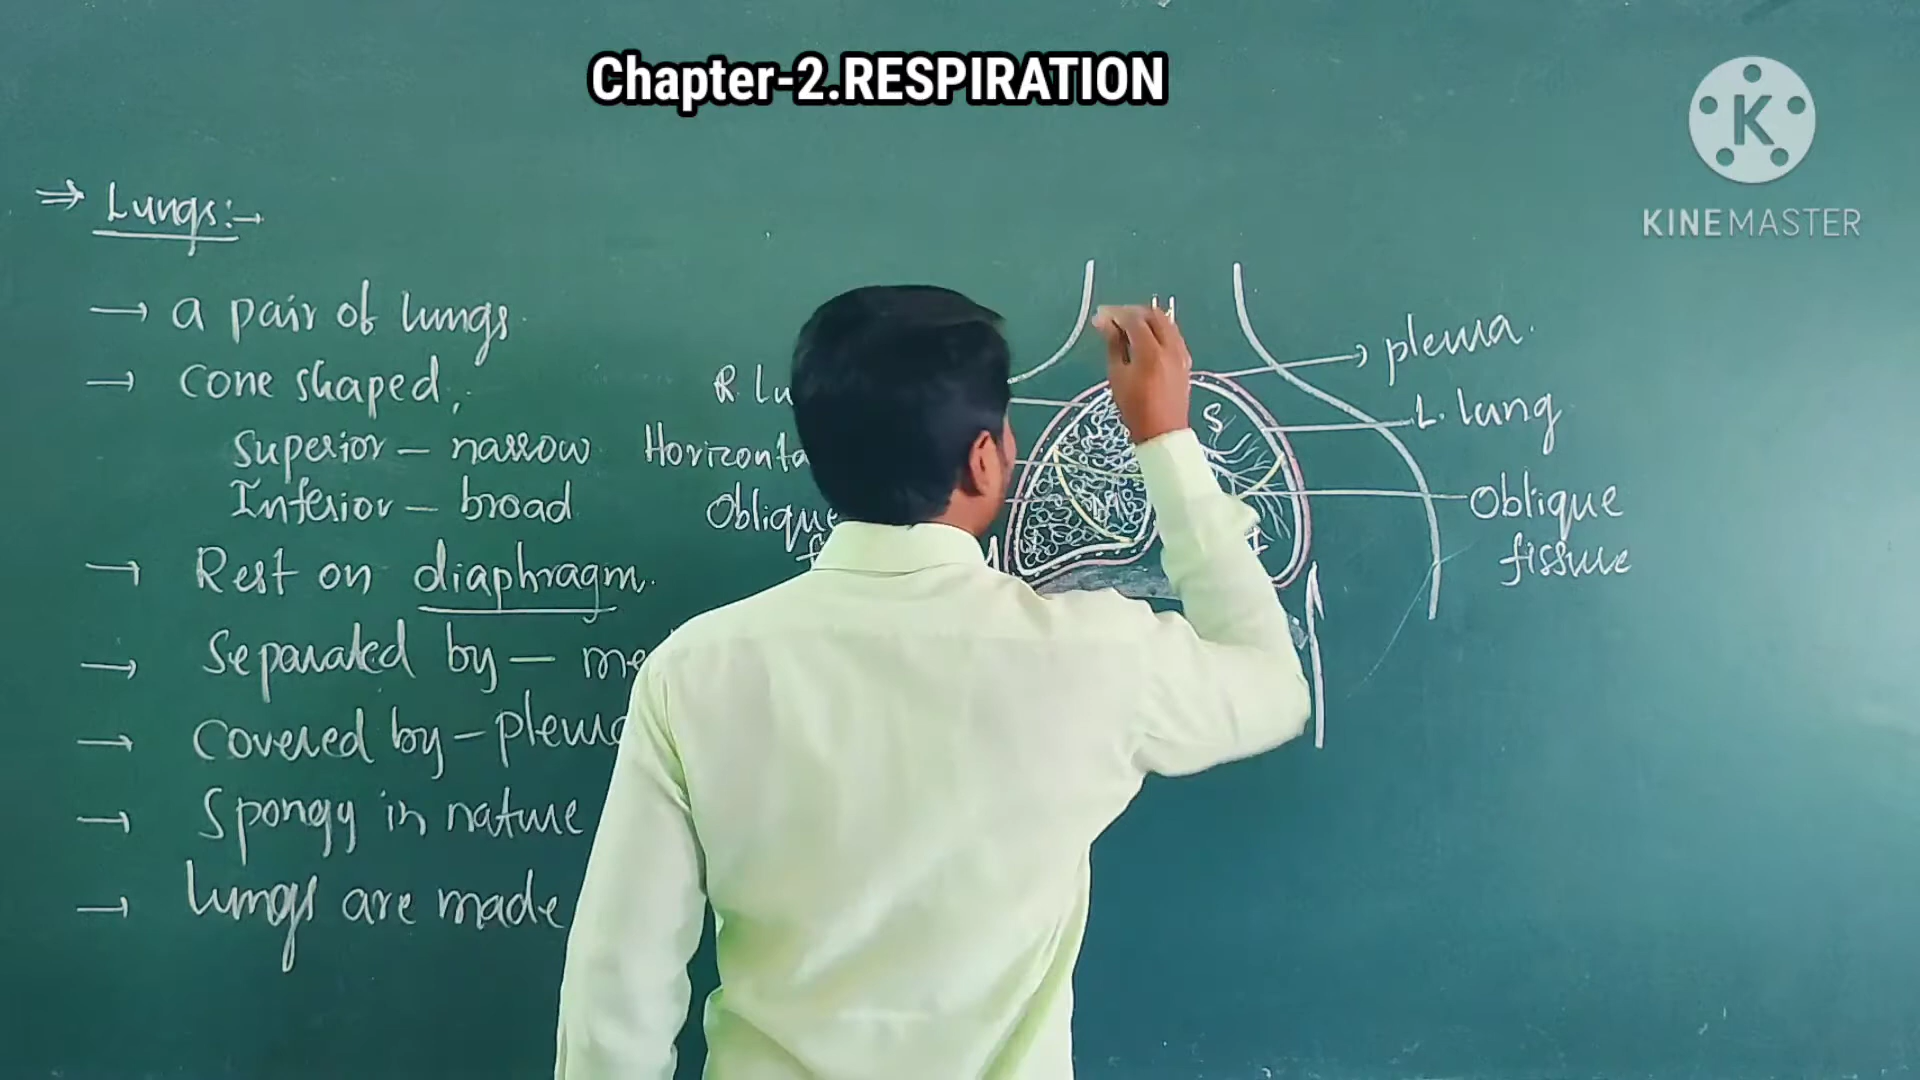 Chapter-2.RESPIRATION
K
KINEMASTER
⇒ Lungs:-
→ a pair of lungs
→ Cone shaped,
Superior – narrow
Inferior – broad
→ Rest on diaphragm.
→ Separated by –
→ Covered by – pleura
→ Spongy in nature
→ Lungs are made
R.
Oblique
pleura.
L. lung
Oblique
fissure
S
M